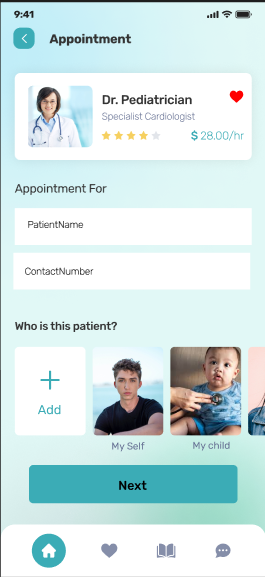 9:41
Appointment
Dr. Pediatrician
Specialist Cardiologist
$ 28.00/hr
Appointment For
PatientName
ContactNumber
Who is this patient?
Add
My Self
My child
Next